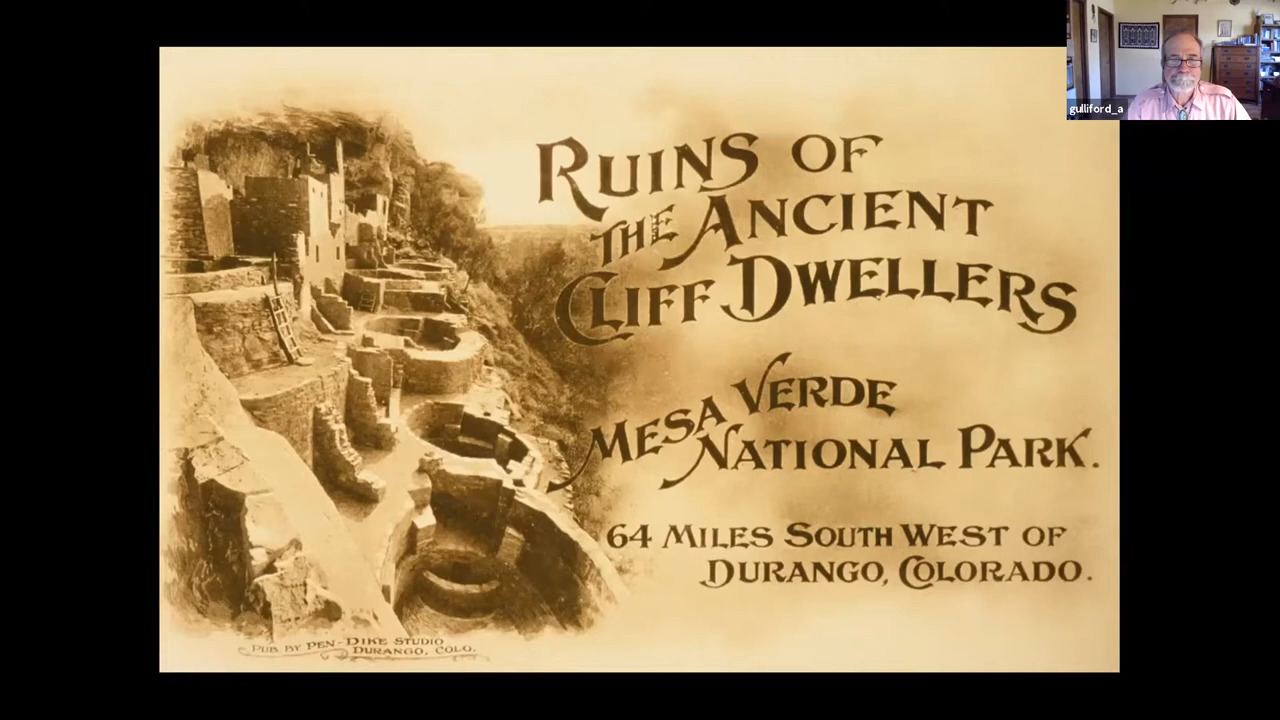 gulliford_a
RUINS OF
THE ANCIENT
CLIFF DWELLERS
MESA VERDE
NATIONAL PARK.
64 MILES SOUTH WEST OF
DURANGO, COLORADO.
PUB. BY PEN-DIKE STUDIO
DURANGO, COLO.